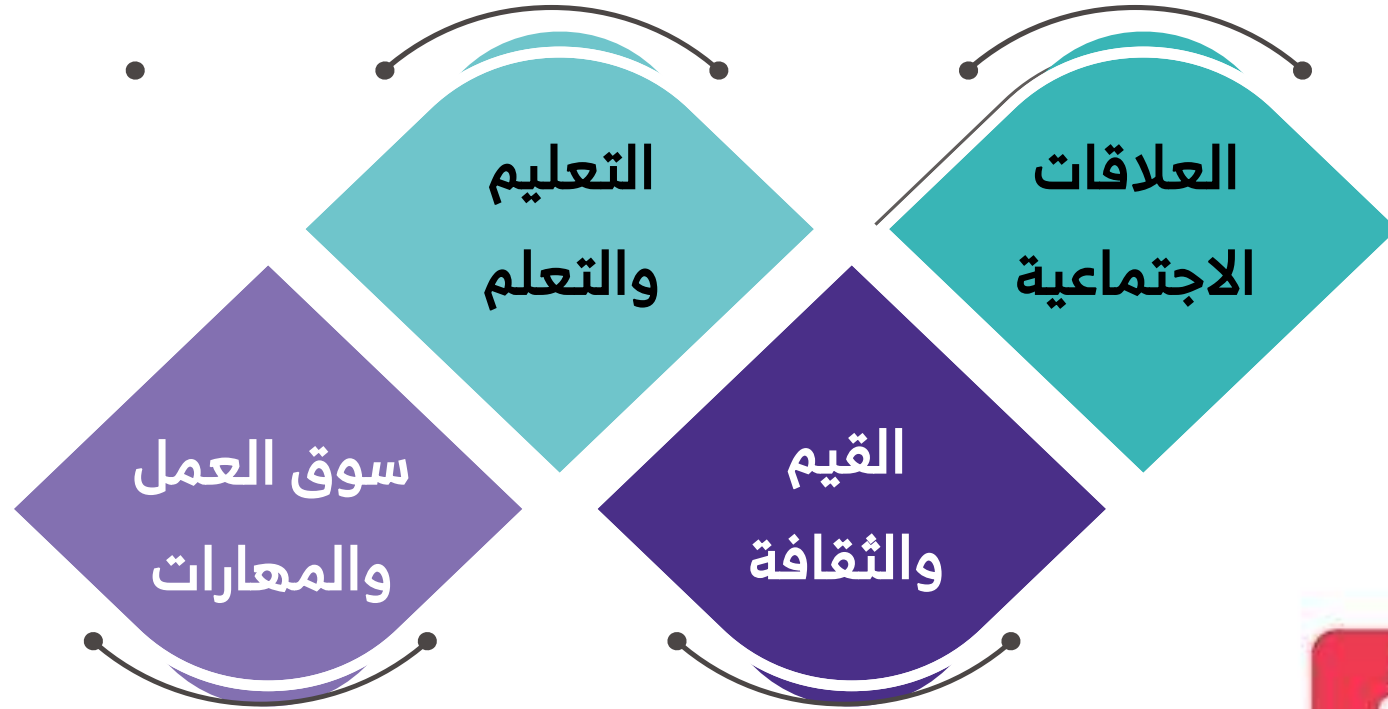 العلاقات
الاجتماعية
القيم
والثقافة
التعليم
والتعلم
سوق العمل
والمهارات